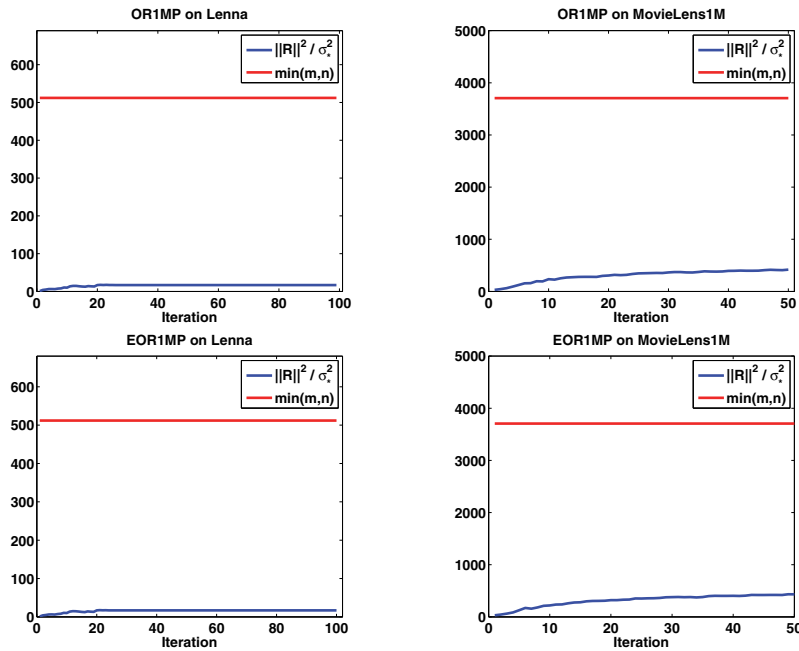 OR1MP on Lenna
600
500
400
300
200
100
0
||R||² / σ⋆²
min(m,n)
0 20 40 60 80 100
Iteration
OR1MP on MovieLens1M
5000
4000
3000
2000
1000
0
||R||² / σ⋆²
min(m,n)
0 10 20 30 40 50
Iteration
EOR1MP on Lenna
600
500
400
300
200
100
0
||R||² / σ⋆²
min(m,n)
0 20 40 60 80 100
Iteration
EOR1MP on MovieLens1M
5000
4000
3000
2000
1000
0
||R||² / σ⋆²
min(m,n)
0 10 20 30 40 50
Iteration